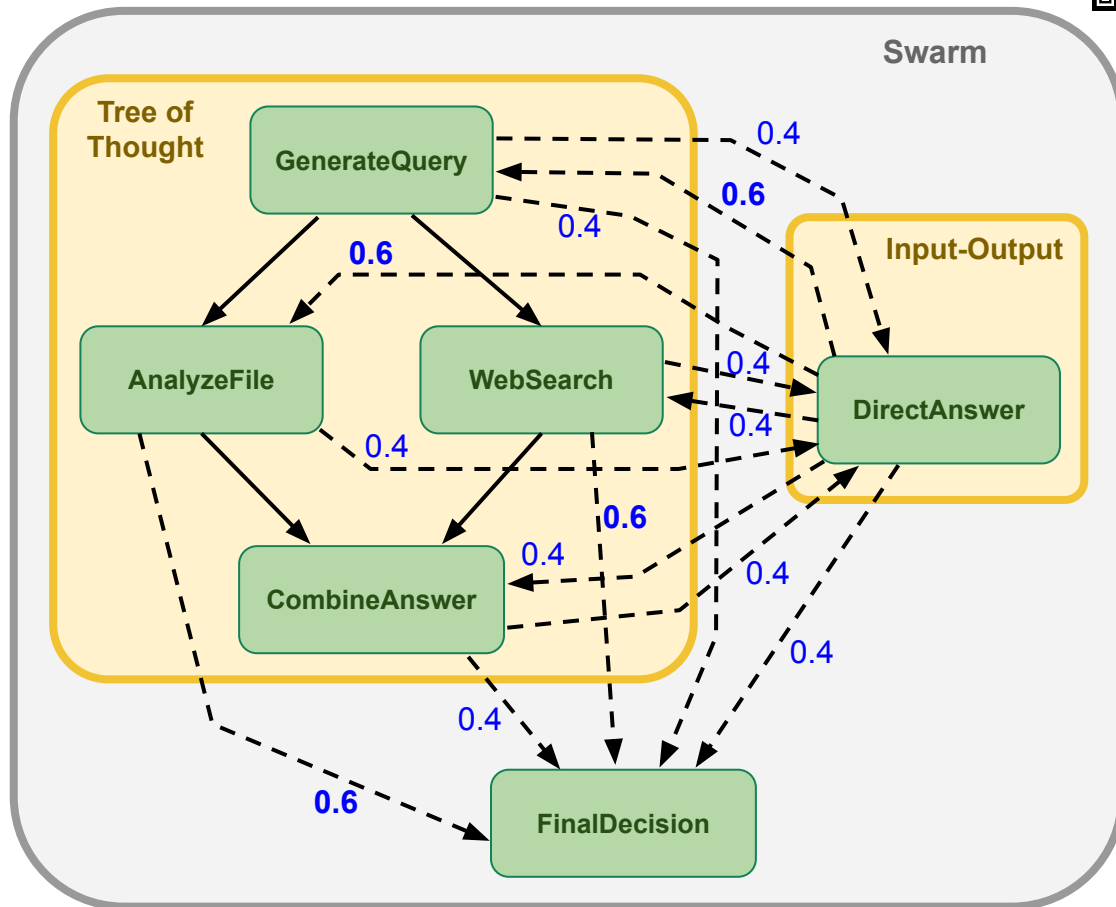 Swarm
Tree of
Thought
GenerateQuery
0.4
0.6
0.4
0.6
Input-Output
AnalyzeFile
WebSearch
0.4
DirectAnswer
0.4
0.4
0.6
0.4
CombineAnswer
0.4
0.4
0.4
0.6
FinalDecision